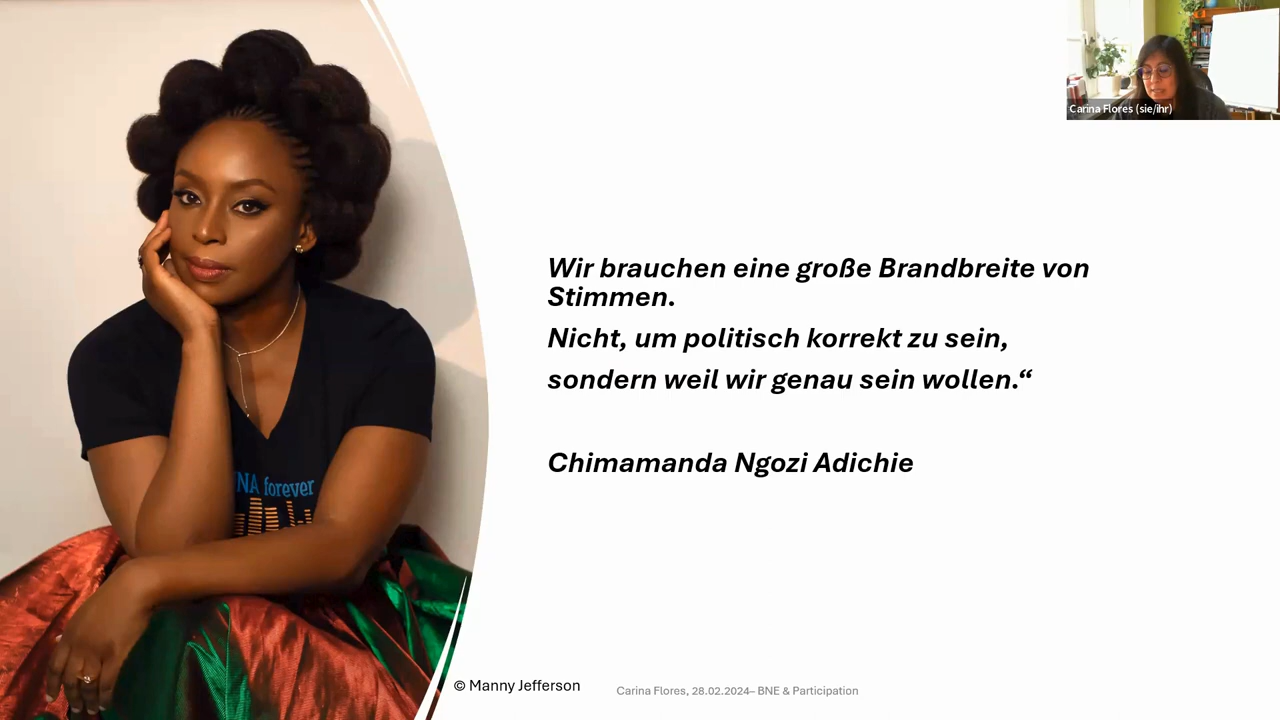 Carina Flores (sie/ihr)
Wir brauchen eine große Brandbreite von
Stimmen.
Nicht, um politisch korrekt zu sein,
sondern weil wir genau sein wollen.“
Chimamanda Ngozi Adichie
NA forever
© Manny Jefferson
Carina Flores, 28.02.2024– BNE & Participation